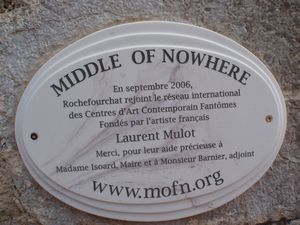 MIDDLE OF NOWHERE
En septembre 2006,
Rochefourchat rejoint le réseau international
des Centres d'Art Contemporain Fantômes
Fondés par l'artiste français
Laurent Mulot
Merci, pour leur aide précieuse à
Madame Isoard, Maire et à Monsieur Barnier, adjoint
www.mofn.org